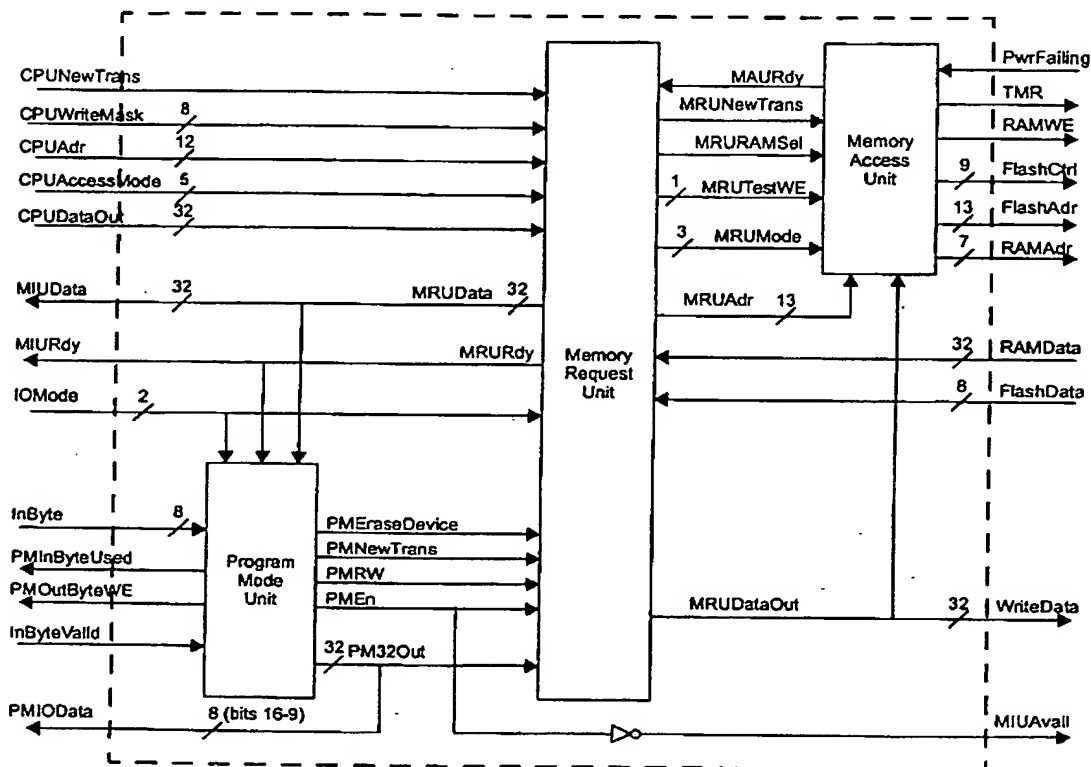 CPUNewTrans
CPUWriteMask
8
CPUAdr
12
CPUAccessMode
5
CPUDataOut
32
MIUData
32
MRUData
32
MIURdy
MRURdy
IOMode
2
InByte
8
PMInByteUsed
PMOutByteWE
InByteValid
PMIOData
8 (bits 16-9)
Program
Mode
Unit
PMEraseDevice
PMNewTrans
PMRW
PMEn
32
PM32Out
Memory
Request
Unit
MAURdy
MRUNewTrans
MRURAMSel
1
MRUTestWE
3
MRUMode
MRUAdr
13
Memory
Access
Unit
PwrFailing
TMR
RAMWE
9
FlashCtrl
13
FlashAdr
7
RAMAdr
32
RAMData
8
FlashData
MRUDataOut
32
WriteData
MIUAvail